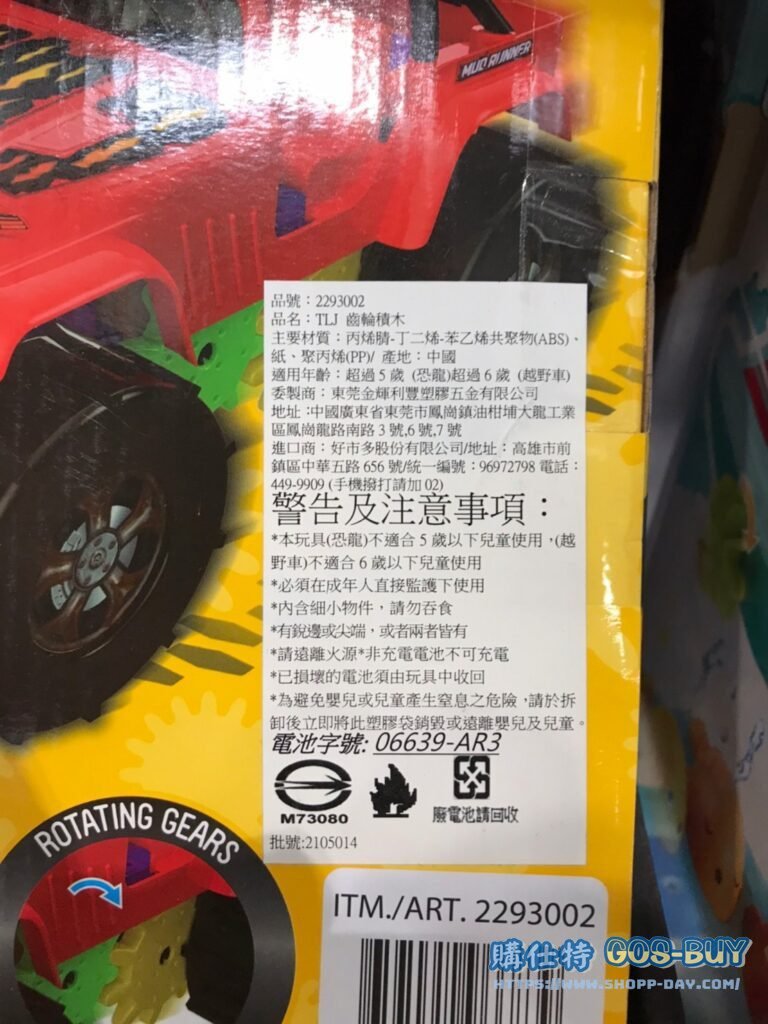 MUD RUNNER
品號：2293002
品名：TLJ 齒輪積木
主要材質：丙烯腈-丁二烯-苯乙烯共聚物(ABS)、
紙、聚丙烯(PP)/ 產地：中國
適用年齡：超過 5 歲 (恐龍)超過 6 歲 (越野車)
委製商：東莞金輝利豐塑膠五金有限公司
地址：中國廣東省東莞市鳳崗鎮油柑埔大龍工業
區鳳崗龍路南路 3 號,6 號,7 號
進口商：好市多股份有限公司/地址：高雄市前
鎮區中華五路 656 號/統一編號：96972798 電話：
449-9909 (手機撥打請加 02)
警告及注意事項：
*本玩具(恐龍)不適合 5 歲以下兒童使用，(越
野車)不適合 6 歲以下兒童使用
*必須在成年人直接監護下使用
*內含細小物件，請勿吞食
*有銳邊或尖端，或者兩者皆有
*請遠離火源*非充電電池不可充電
*已損壞的電池須由玩具中收回
*為避免嬰兒或兒童產生窒息之危險，請於拆
卸後立即將此塑膠袋銷毀或遠離嬰兒及兒童。
電池字號: 06639-AR3
M73080
廢電池請回收
批號:2105014
ROTATING GEARS
ITM./ART. 2293002
購仕特 GOS-BUY
HTTPS://WWW.SHOPP-DAY.COM/